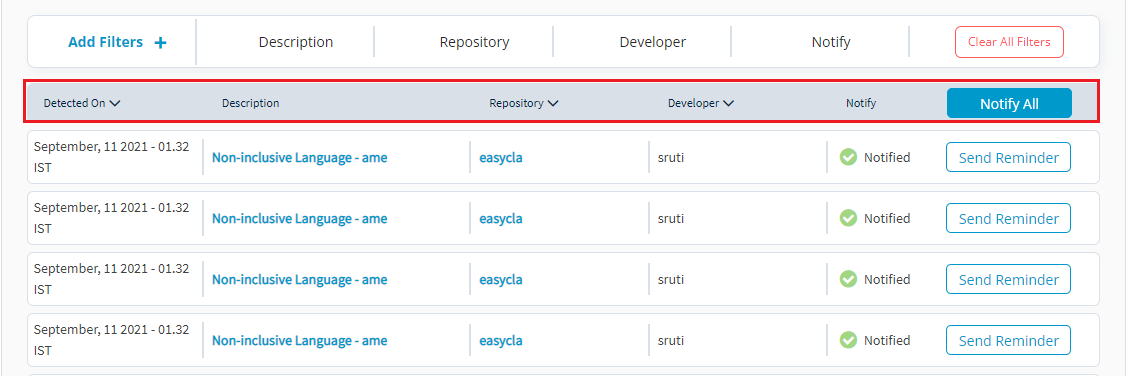 Add Filters + Description Repository Developer Notify Clear All Filters
Detected On Description Repository Developer Notify Notify All
September, 11 2021 - 01.32
IST
Non-inclusive Language - ame easycla sruti Notified Send Reminder
September, 11 2021 - 01.32
IST
Non-inclusive Language - ame easycla sruti Notified Send Reminder
September, 11 2021 - 01.32
IST
Non-inclusive Language - ame easycla sruti Notified Send Reminder
September, 11 2021 - 01.32
IST
Non-inclusive Language - ame easycla sruti Notified Send Reminder